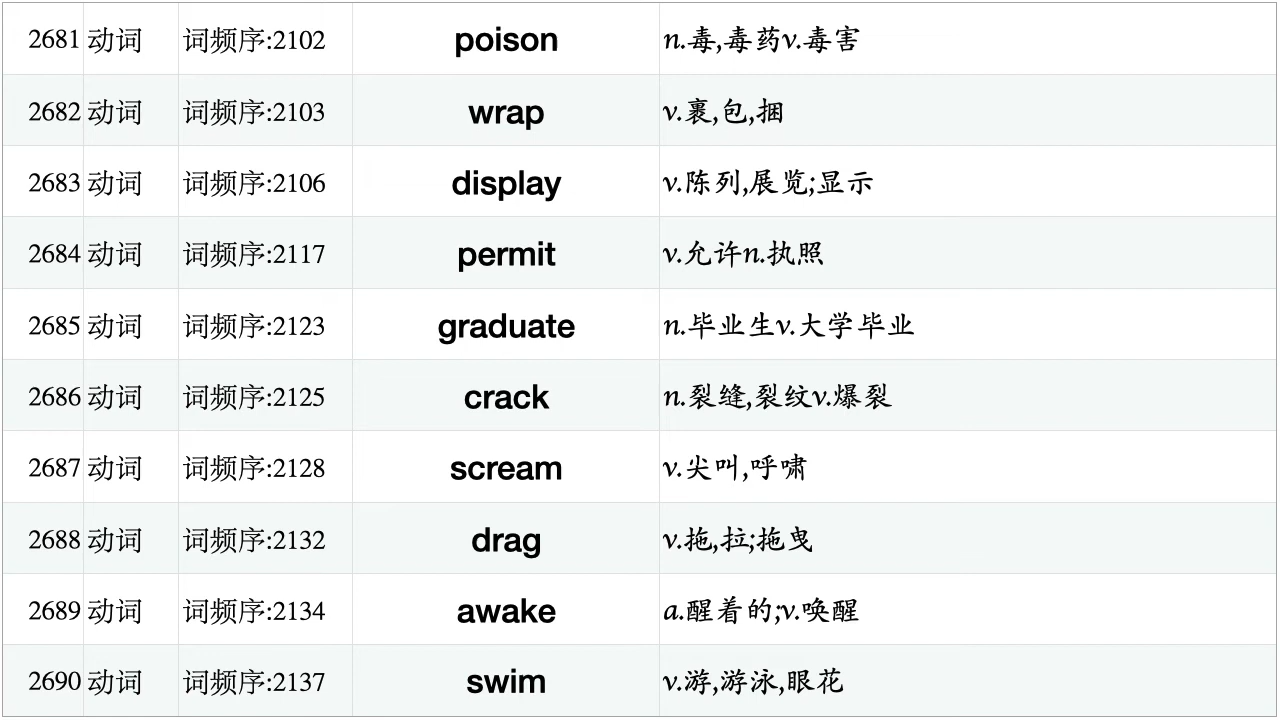 2681 动词 词频序:2102 poison n.毒,毒药v.毒害
2682 动词 词频序:2103 wrap v.裹,包,捆
2683 动词 词频序:2106 display v.陈列,展览;显示
2684 动词 词频序:2117 permit v.允许n.执照
2685 动词 词频序:2123 graduate n.毕业生v.大学毕业
2686 动词 词频序:2125 crack n.裂缝,裂纹v.爆裂
2687 动词 词频序:2128 scream v.尖叫,呼啸
2688 动词 词频序:2132 drag v.拖,拉;拖曳
2689 动词 词频序:2134 awake a.醒着的;v.唤醒
2690 动词 词频序:2137 swim v.游,游泳,眼花